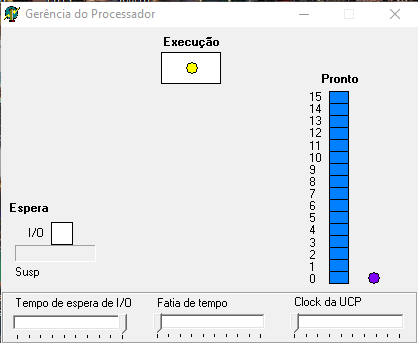 Gerência do Processador
Execução
Pronto
15
14
13
12
11
10
9
8
7
6
5
4
3
2
1
0
Espera
I/O
Susp
Tempo de espera de I/O
Fatia de tempo
Clock da UCP